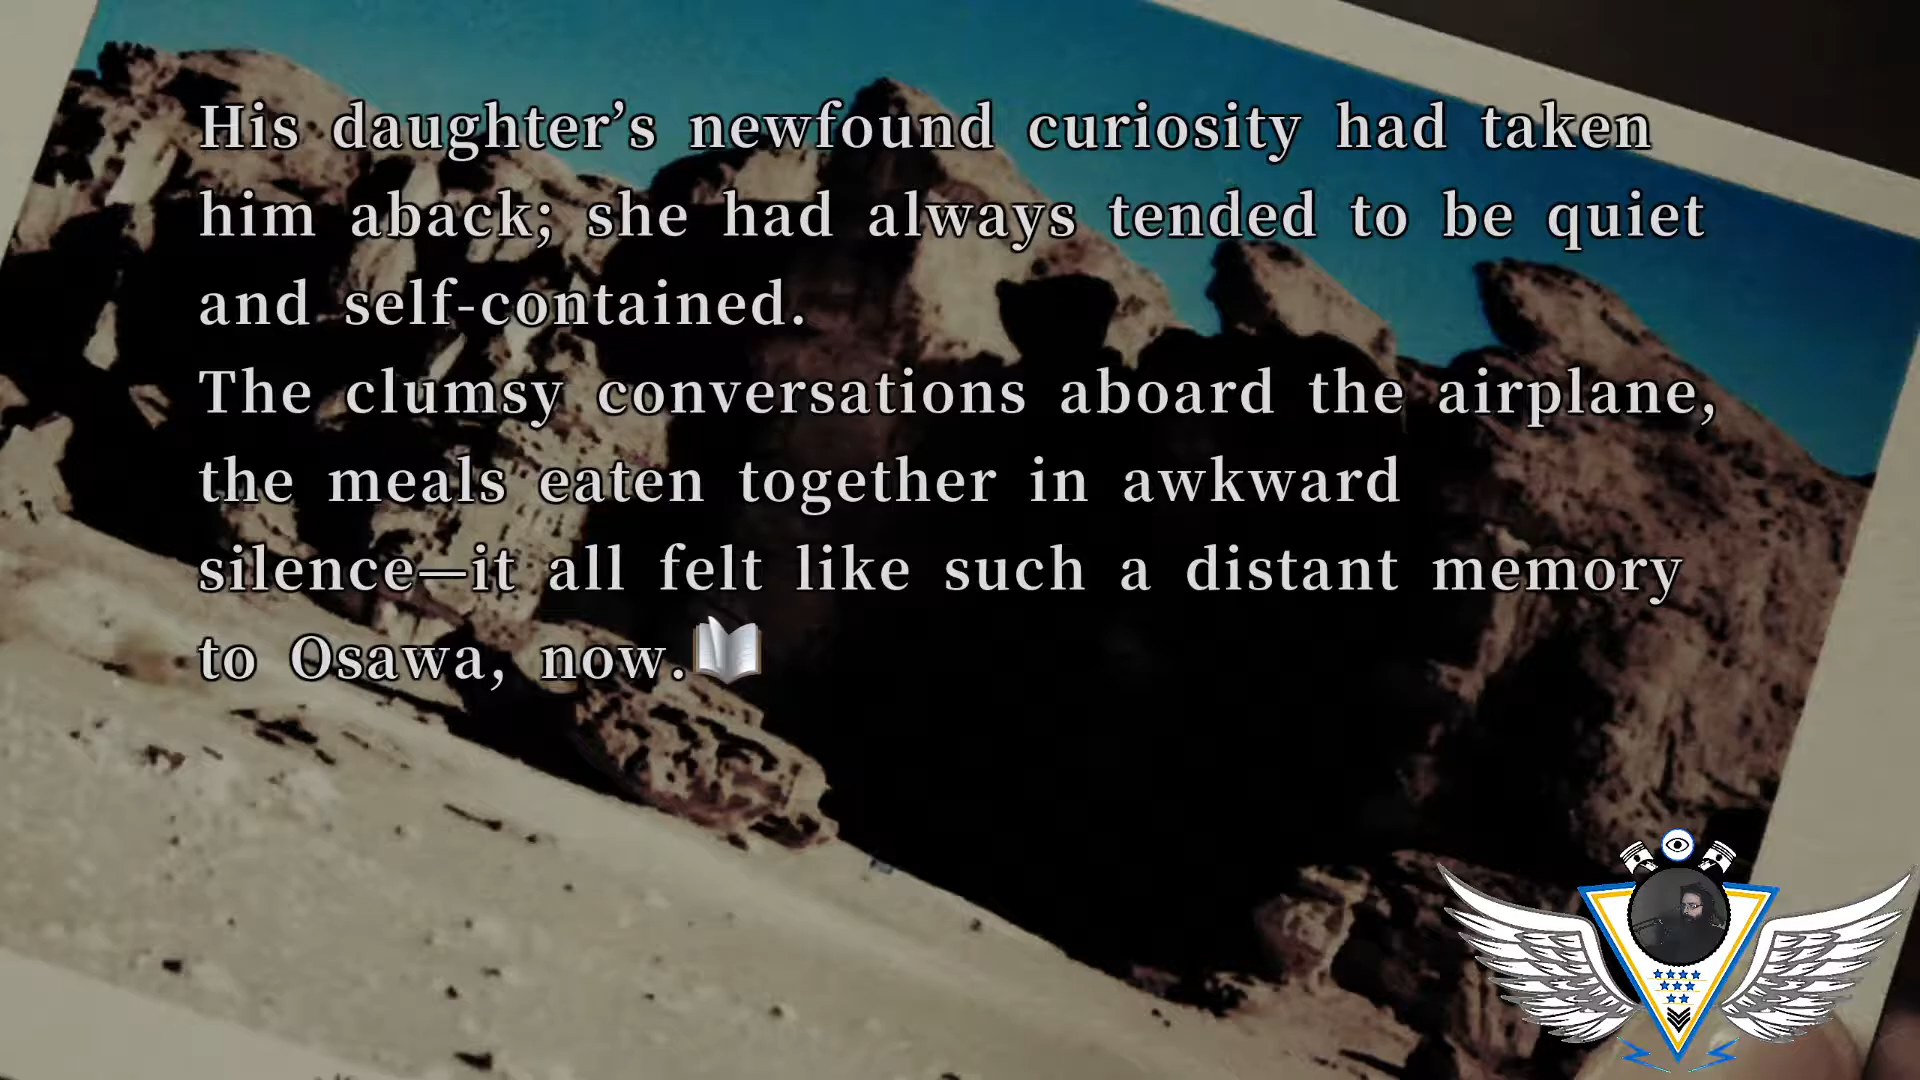 His daughter’s newfound curiosity had taken
him aback; she had always tended to be quiet
and self-contained.
The clumsy conversations aboard the airplane,
the meals eaten together in awkward
silence—it all felt like such a distant memory
to Osawa, now.